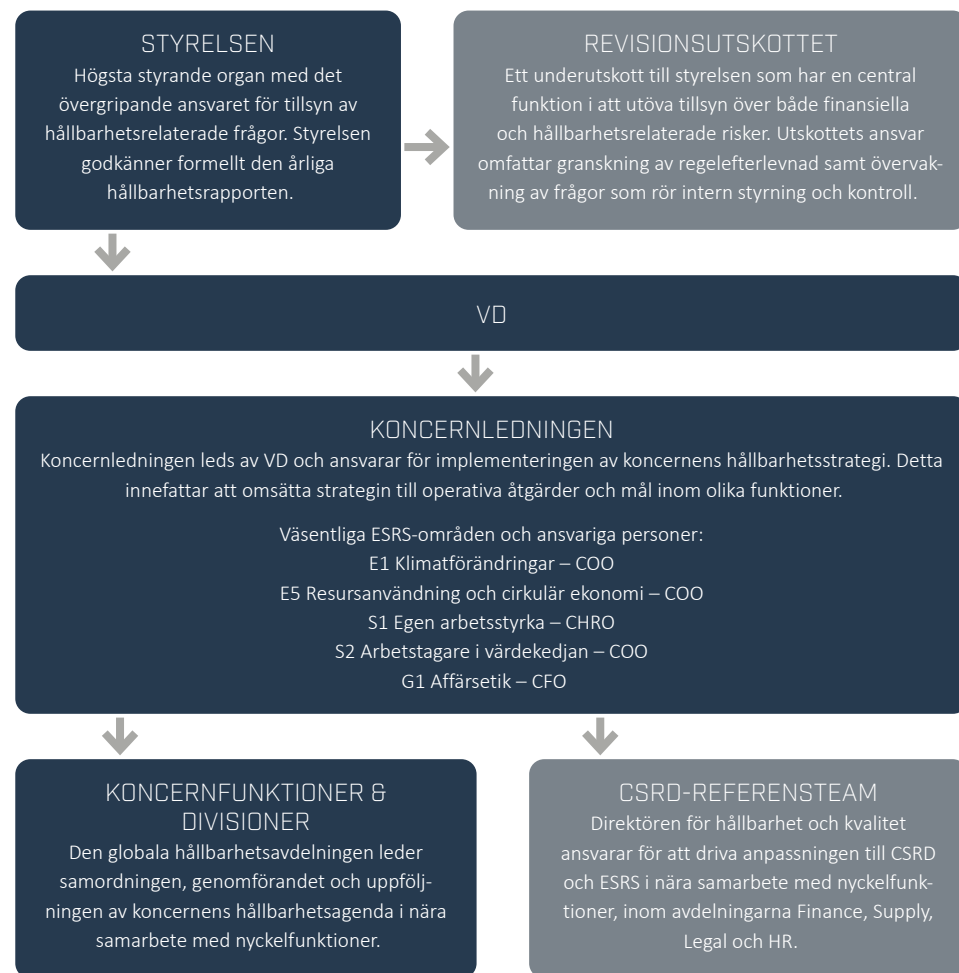 STYRELSEN
Högsta styrande organ med det
övergripande ansvaret för tillsyn av
hållbarhetsrelaterade frågor. Styrelsen
godkänner formellt den årliga
hållbarhetsrapporten.
REVISIONSUTSKOTTET
Ett underutskott till styrelsen som har en central
funktion i att utöva tillsyn över både finansiella
och hållbarhetsrelaterade risker. Utskottets ansvar
omfattar granskning av regelefterlevnad samt övervak-
ning av frågor som rör intern styrning och kontroll.
VD
KONCERNLEDNINGEN
Koncernledningen leds av VD och ansvarar för implementeringen av koncernens hållbarhetsstrategi. Detta
innefattar att omsätta strategin till operativa åtgärder och mål inom olika funktioner.
Väsentliga ESRS-områden och ansvariga personer:
E1 Klimatförändringar – COO
E5 Resursanvändning och cirkulär ekonomi – COO
S1 Egen arbetsstyrka – CHRO
S2 Arbetstagare i värdekedjan – COO
G1 Affärsetik – CFO
KONCERNFUNKTIONER &
DIVISIONER
Den globala hållbarhetsavdelningen leder
samordningen, genomförandet och uppfölj-
ningen av koncernens hållbarhetsagenda i nära
samarbete med nyckelfunktioner.
CSRD-REFERENSTEAM
Direktören för hållbarhet och kvalitet
ansvarar för att driva anpassningen till CSRD
och ESRS i nära samarbete med nyckelfunk-
tioner, inom avdelningarna Finance, Supply,
Legal och HR.